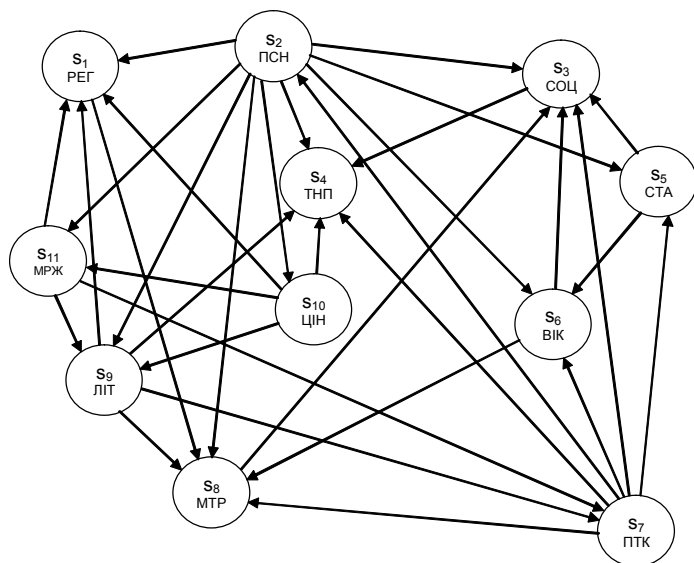 S2
ПСН
S1
РЕГ
S3
СОЦ
S4
ТНП
S5
СТА
S11
МРЖ
S10
ЦІН
S6
ВІК
S9
ЛІТ
S8
МТР
S7
ПТК